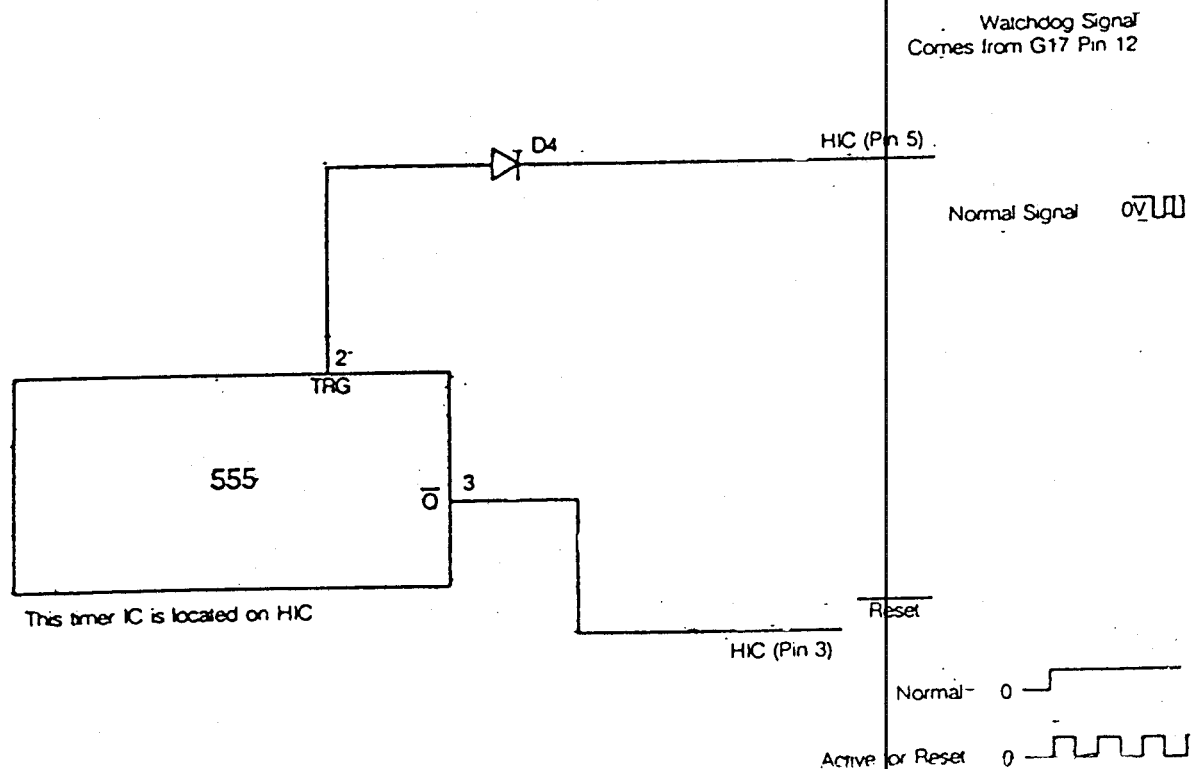 Watchdog Signal
Comes from G17 Pin 12
D4
HIC (Pin 5)
Normal Signal 0V
2
TRG
555
O
3
This timer IC is located on HIC
Reset
HIC (Pin 3)
Normal- 0
Active or Reset 0